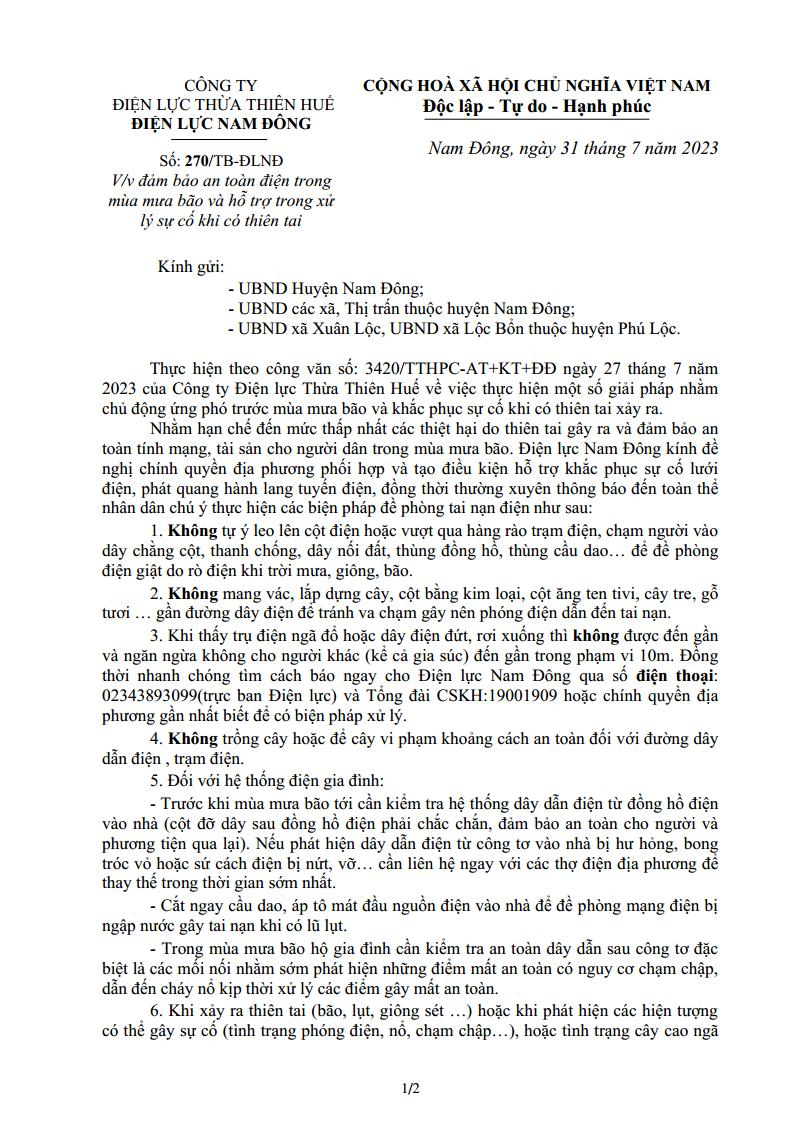 CÔNG TY
ĐIỆN LỰC THỪA THIÊN HUẾ
ĐIỆN LỰC NAM ĐÔNG
Số: 270/TB-ĐLNĐ
V/v đảm bảo an toàn điện trong
mùa mưa bão và hỗ trợ trong xử
lý sự cố khi có thiên tai
CỘNG HOÀ XÃ HỘI CHỦ NGHĨA VIỆT NAM
Độc lập - Tự do - Hạnh phúc
Nam Đông, ngày 31 tháng 7 năm 2023
Kính gửi:
- UBND Huyện Nam Đông;
- UBND các xã, Thị trấn thuộc huyện Nam Đông;
- UBND xã Xuân Lộc, UBND xã Lộc Bổn thuộc huyện Phú Lộc.
Thực hiện theo công văn số: 3420/TTHPC-AT+KT+ĐĐ ngày 27 tháng 7 năm
2023 của Công ty Điện lực Thừa Thiên Huế về việc thực hiện một số giải pháp nhằm
chủ động ứng phó trước mùa mưa bão và khắc phục sự cố khi có thiên tai xảy ra.
Nhằm hạn chế đến mức thấp nhất các thiệt hại do thiên tai gây ra và đảm bảo an
toàn tính mạng, tài sản cho người dân trong mùa mưa bão. Điện lực Nam Đông kính đề
nghị chính quyền địa phương phối hợp và tạo điều kiện hỗ trợ khắc phục sự cố lưới
điện, phát quang hành lang tuyến điện, đồng thời thường xuyên thông báo đến toàn thể
nhân dân chú ý thực hiện các biện pháp đề phòng tai nạn điện như sau:
1. Không tự ý leo lên cột điện hoặc vượt qua hàng rào trạm điện, chạm người vào
dây chằng cột, thanh chống, dây nối đất, thùng đồng hồ, thùng cầu dao… để đề phòng
điện giật do rò điện khi trời mưa, giông, bão.
2. Không mang vác, lắp dựng cây, cột bằng kim loại, cột ăng ten tivi, cây tre, gỗ
tươi … gần đường dây điện để tránh va chạm gây nên phóng điện dẫn đến tai nạn.
3. Khi thấy trụ điện ngã đổ hoặc dây điện đứt, rơi xuống thì không được đến gần
và ngăn ngừa không cho người khác (kể cả gia súc) đến gần trong phạm vi 10m. Đồng
thời nhanh chóng tìm cách báo ngay cho Điện lực Nam Đông qua số điện thoại:
02343893099(trực ban Điện lực) và Tổng đài CSKH:19001909 hoặc chính quyền địa
phương gần nhất biết để có biện pháp xử lý.
4. Không trồng cây hoặc để cây vi phạm khoảng cách an toàn đối với đường dây
dẫn điện , trạm điện.
5. Đối với hệ thống điện gia đình:
- Trước khi mùa mưa bão tới cần kiểm tra hệ thống dây dẫn điện từ đồng hồ điện
vào nhà (cột đỡ dây sau đồng hồ điện phải chắc chắn, đảm bảo an toàn cho người và
phương tiện qua lại). Nếu phát hiện dây dẫn điện từ công tơ vào nhà bị hư hỏng, bong
tróc vỏ hoặc sứ cách điện bị nứt, vỡ… cần liên hệ ngay với các thợ điện địa phương để
thay thế trong thời gian sớm nhất.
- Cắt ngay cầu dao, áp tô mát đầu nguồn điện vào nhà để đề phòng mạng điện bị
ngập nước gây tai nạn khi có lũ lụt.
- Trong mùa mưa bão hộ gia đình cần kiểm tra an toàn dây dẫn sau công tơ đặc
biệt là các mối nối nhằm sớm phát hiện những điểm mất an toàn có nguy cơ chạm chập,
dẫn đến cháy nổ kịp thời xử lý các điểm gây mất an toàn.
6. Khi xảy ra thiên tai (bão, lụt, giông sét …) hoặc khi phát hiện các hiện tượng
có thể gây sự cố (tình trạng phóng điện, nổ, chạm chập…), hoặc tình trạng cây cao ngã
1/2